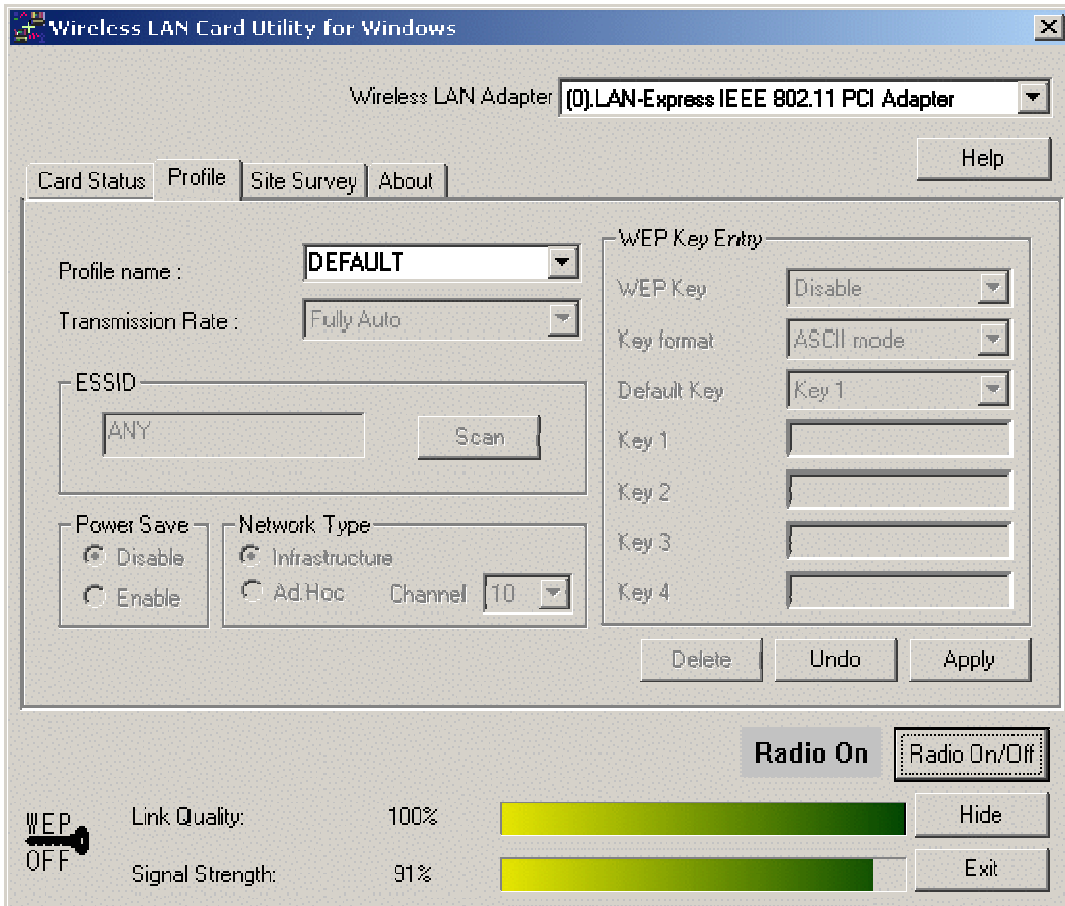 Wireless LAN Card Utility for Windows
Wireless LAN Adapter (0).LAN-Express IEEE 802.11 PCI Adapter
Help
Card Status Profile Site Survey About
Profile name : DEFAULT
Transmission Rate : Fully Auto
ESSID
ANY Scan
Power Save
Disable
Enable
Network Type
Infrastructure
Ad.Hoc Channel 10
WEP Key Entry
WEP Key Disable
Key format ASCII mode
Default Key Key 1
Key 1
Key 2
Key 3
Key 4
Delete Undo Apply
Radio On Radio On/Off
WEP
OFF
Link Quality: 100% Hide
Signal Strength: 91% Exit